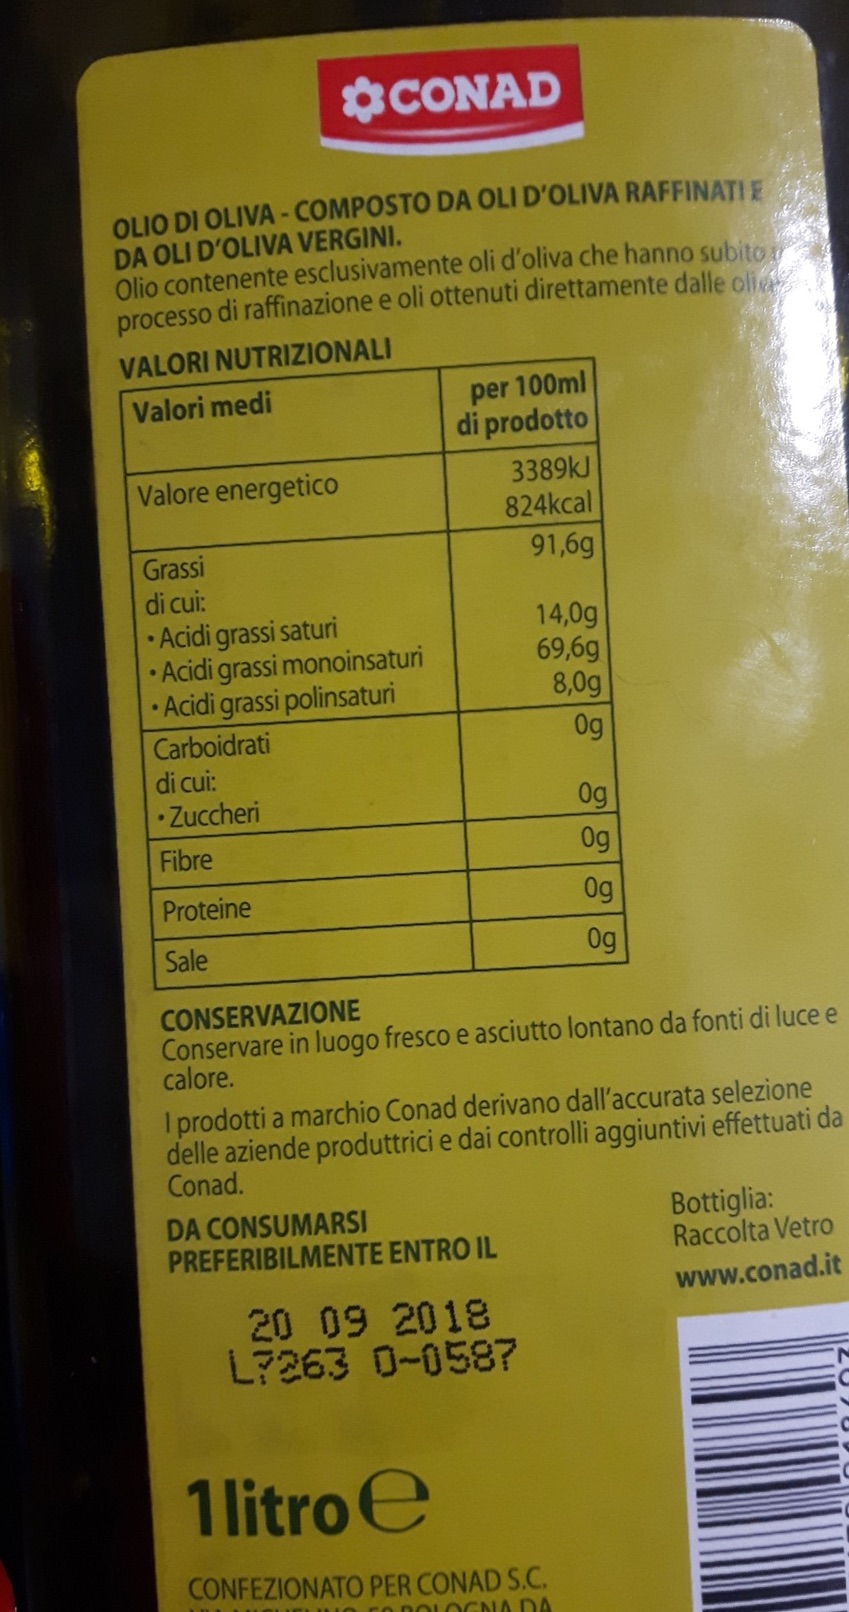 CONAD
OLIO DI OLIVA - COMPOSTO DA OLI D'OLIVA RAFFINATI E
DA OLI D'OLIVA VERGINI.
Olio contenente esclusivamente oli d'oliva che hanno subito
processo di raffinazione e oli ottenuti direttamente dalle
VALORI NUTRIZIONALI
Valori medi per 100ml
di prodotto
Valore energetico 3389kJ
824kcal
Grassi 91,6g
di cui:
• Acidi grassi saturi 14,0g
• Acidi grassi monoinsaturi 69,6g
• Acidi grassi polinsaturi 8,0g
Carboidrati 0g
di cui:
• Zuccheri 0g
Fibre 0g
Proteine 0g
Sale 0g
CONSERVAZIONE
Conservare in luogo fresco e asciutto lontano da fonti di luce e
calore.
I prodotti a marchio Conad derivano dall'accurata selezione
delle aziende produttrici e dai controlli aggiuntivi effettuati da
Conad.
DA CONSUMARSI
PREFERIBILMENTE ENTRO IL
20 09 2018
L7263 0-0587
Bottiglia:
Raccolta Vetro
www.conad.it
1 litro e
CONFEZIONATO PER CONAD S.C.
BOLOGNA DA